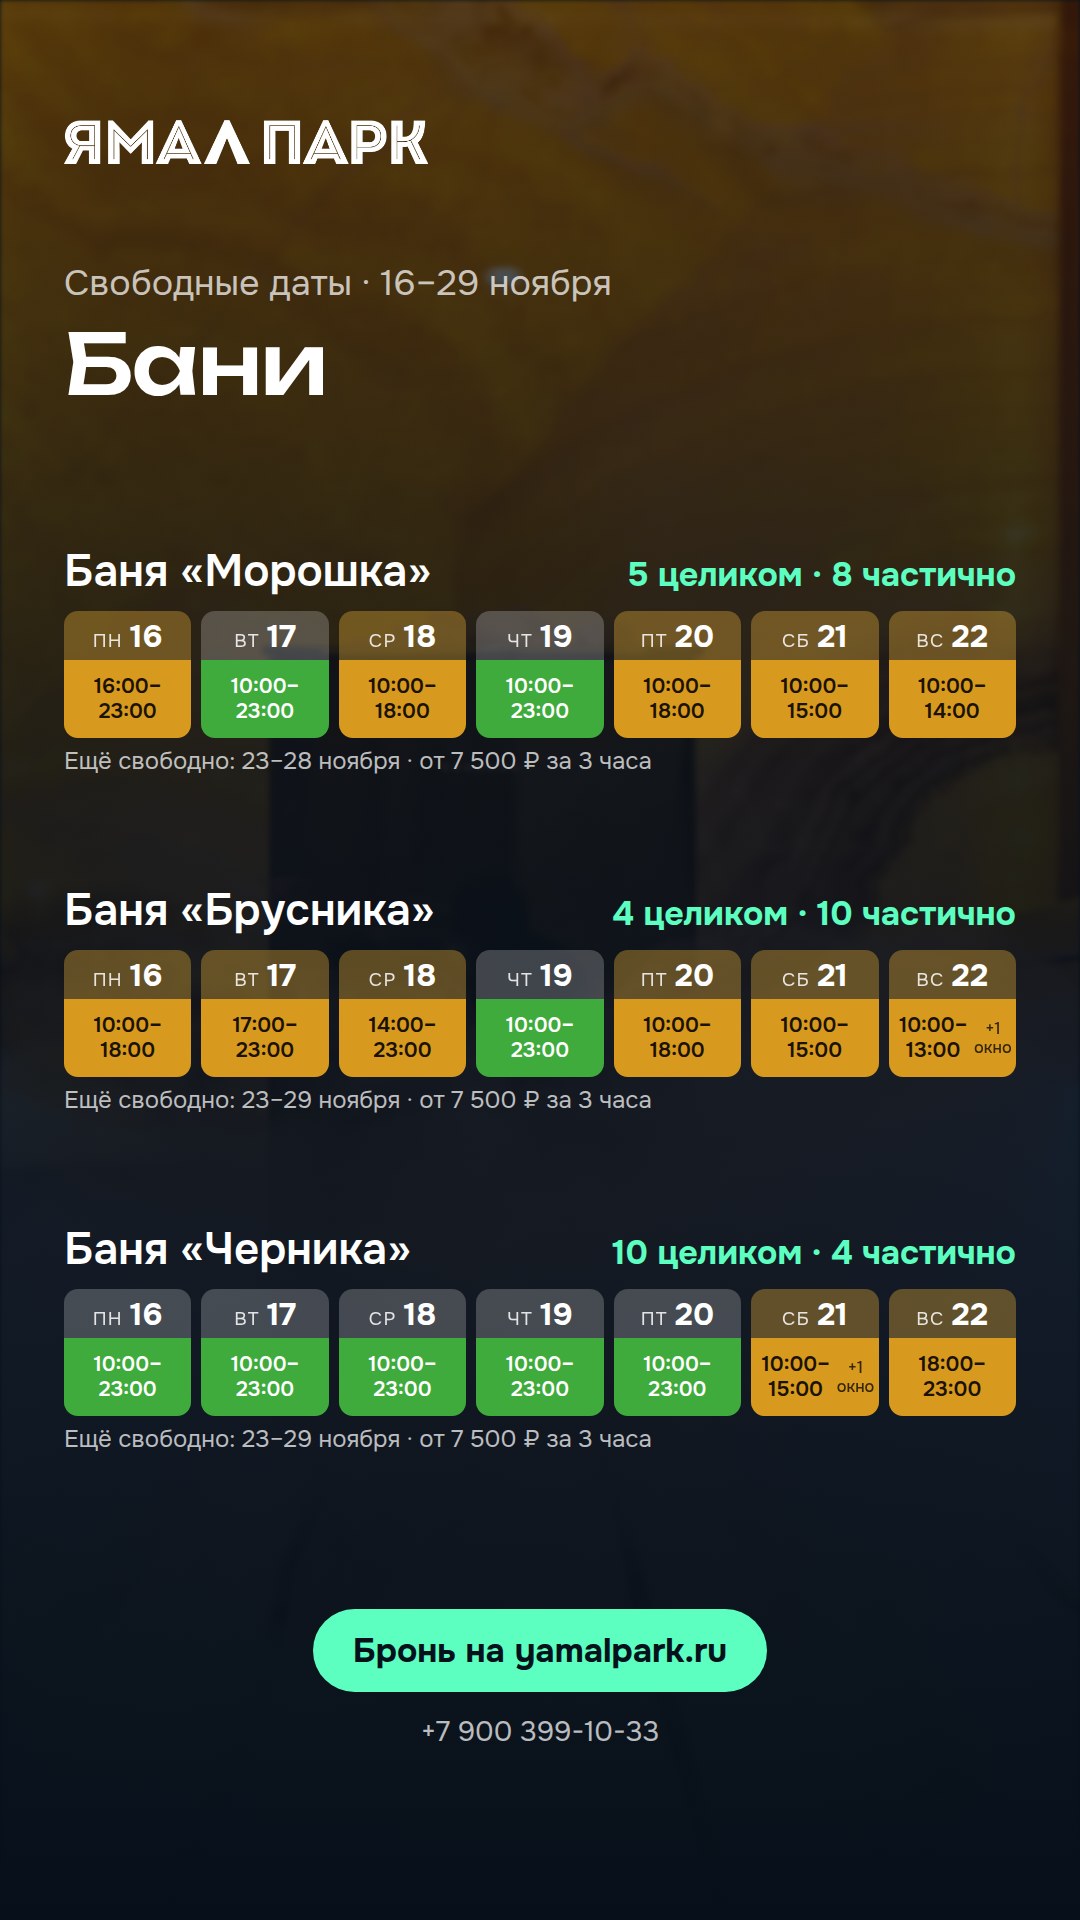 ЯМАЛ ПАРК
Свободные даты · 16–29 ноября
Бани
Баня «Морошка»
5 целиком · 8 частично
ПН 16 ВТ 17 СР 18 ЧТ 19 ПТ 20 СБ 21 ВС 22
16:00– 10:00– 10:00– 10:00– 10:00– 10:00– 10:00–
23:00 23:00 18:00 23:00 18:00 15:00 14:00
Ещё свободно: 23–28 ноября · от 7 500 ₽ за 3 часа
Баня «Брусника»
4 целиком · 10 частично
ПН 16 ВТ 17 СР 18 ЧТ 19 ПТ 20 СБ 21 ВС 22
10:00– 17:00– 14:00– 10:00– 10:00– 10:00– 10:00– +1
18:00 23:00 23:00 23:00 18:00 15:00 13:00 окно
Ещё свободно: 23–29 ноября · от 7 500 ₽ за 3 часа
Баня «Черника»
10 целиком · 4 частично
ПН 16 ВТ 17 СР 18 ЧТ 19 ПТ 20 СБ 21 ВС 22
10:00– 10:00– 10:00– 10:00– 10:00– 10:00– +1 18:00–
23:00 23:00 23:00 23:00 23:00 15:00 окно 23:00
Ещё свободно: 23–29 ноября · от 7 500 ₽ за 3 часа
Бронь на yamalpark.ru
+7 900 399-10-33